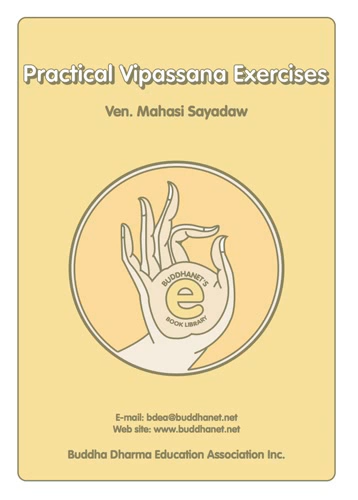 Practical Vipassana Exercises
Ven. Mahasi Sayadaw
BUDDHANET'S
e
BOOK LIBRARY
E-mail: bdea@buddhanet.net
Web site: www.buddhanet.net
Buddha Dharma Education Association Inc.